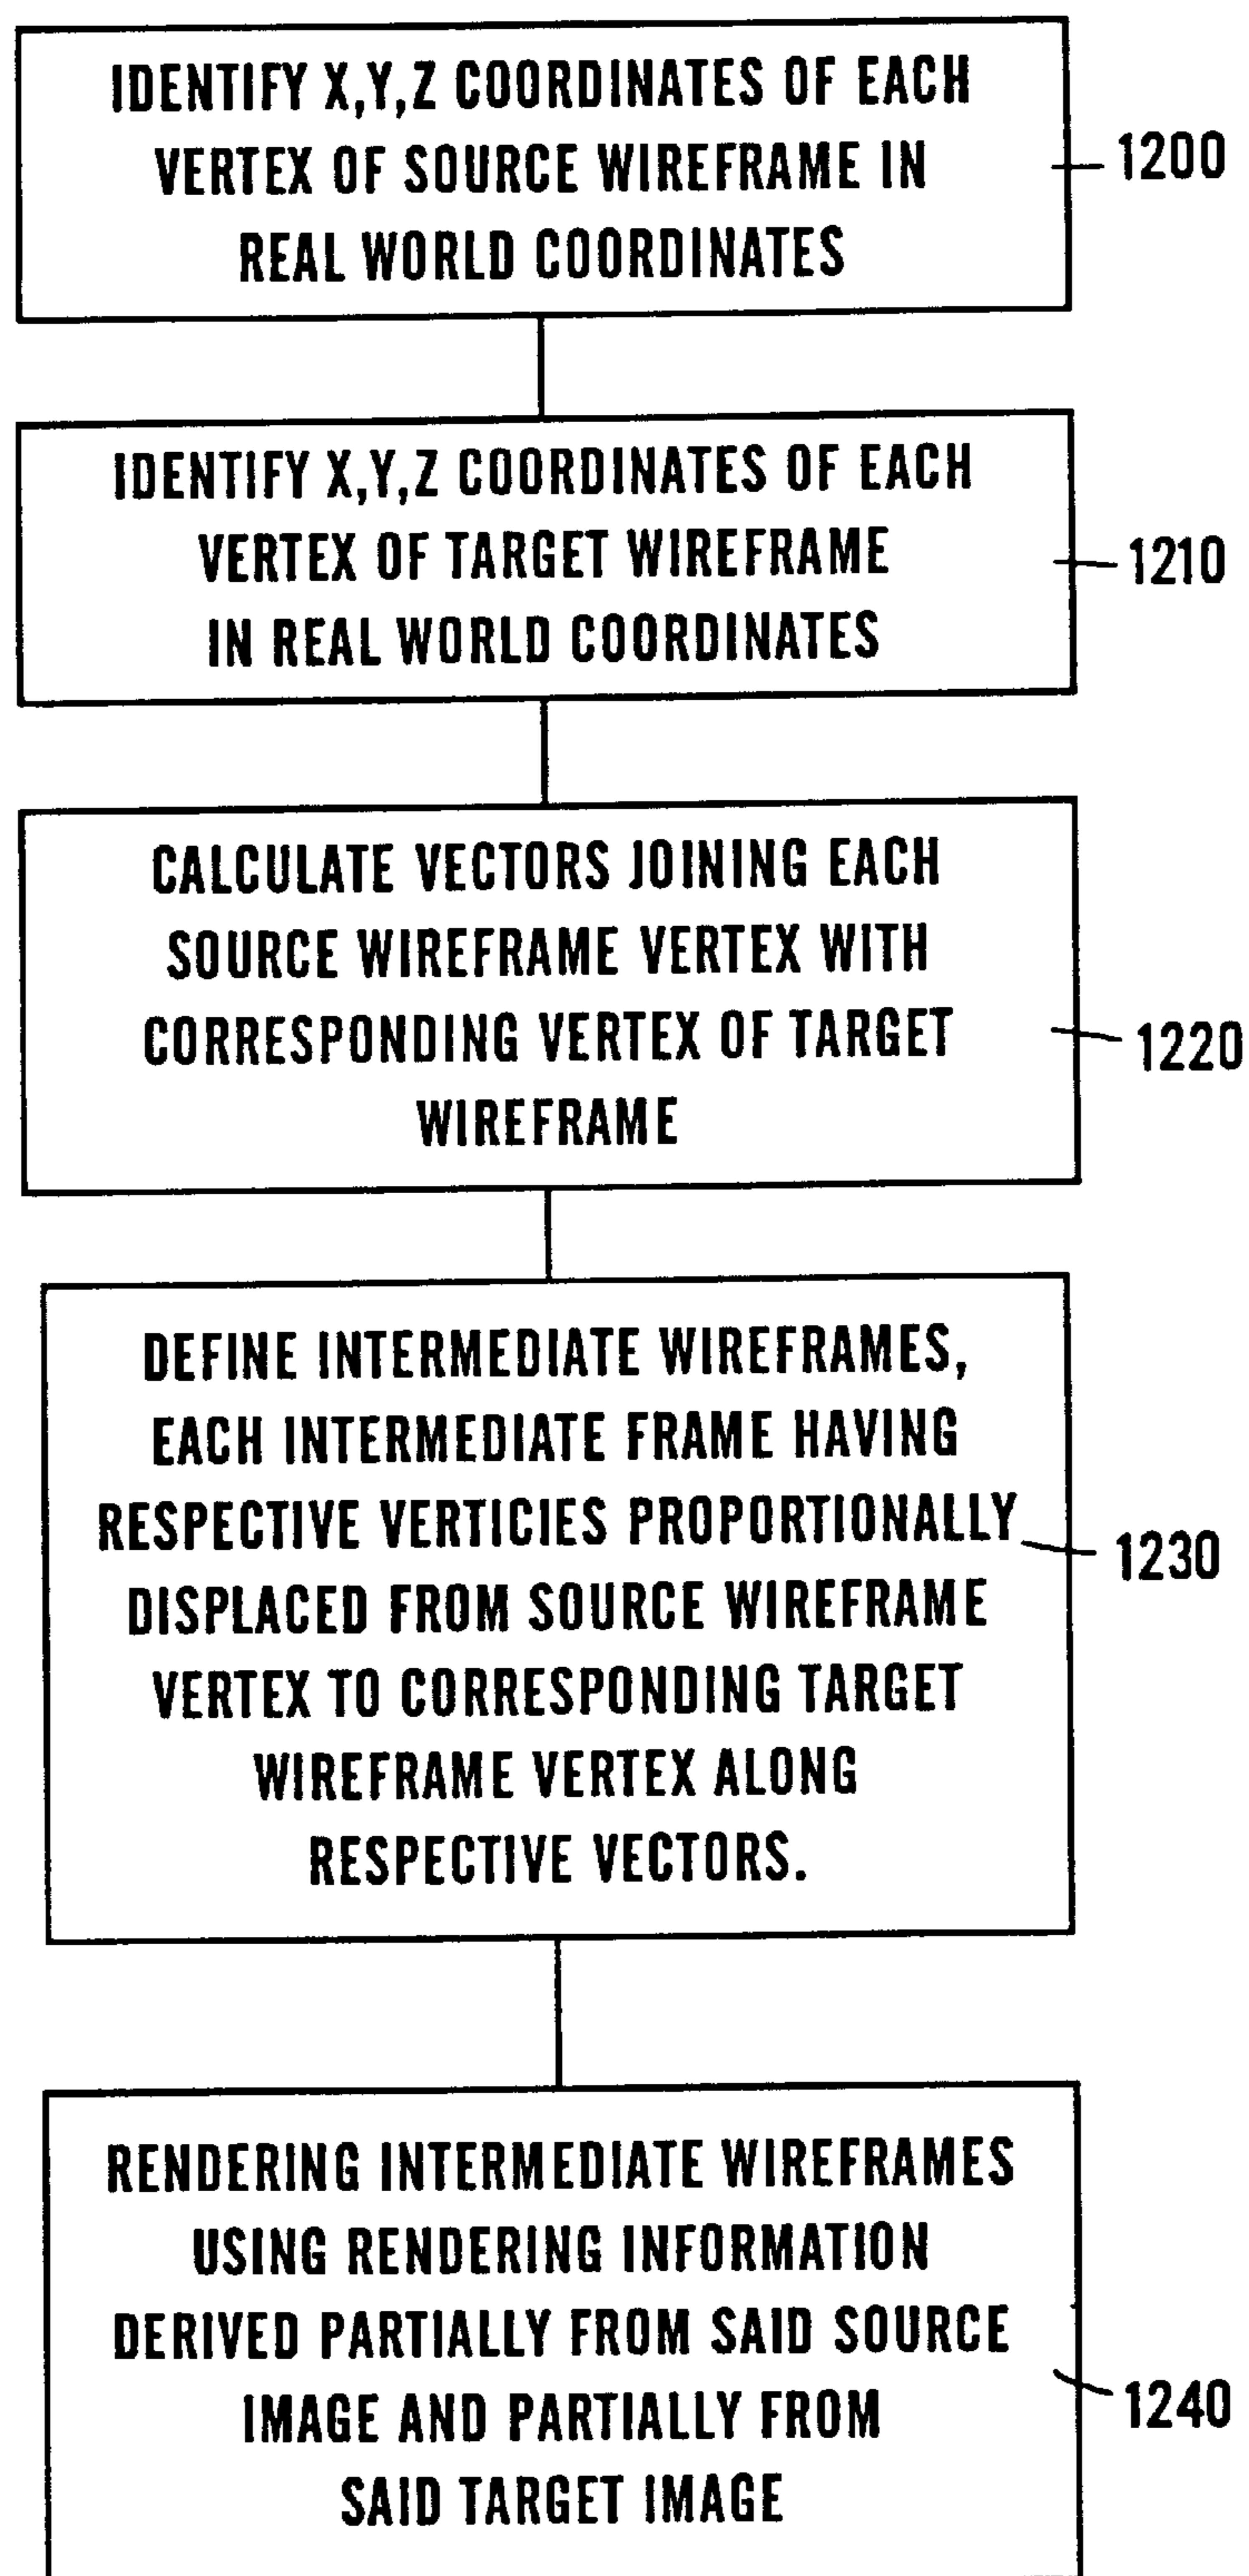 IDENTIFY X,Y,Z COORDINATES OF EACH
VERTEX OF SOURCE WIREFRAME IN
REAL WORLD COORDINATES
1200
IDENTIFY X,Y,Z COORDINATES OF EACH
VERTEX OF TARGET WIREFRAME
IN REAL WORLD COORDINATES
1210
CALCULATE VECTORS JOINING EACH
SOURCE WIREFRAME VERTEX WITH
CORRESPONDING VERTEX OF TARGET
WIREFRAME
1220
DEFINE INTERMEDIATE WIREFRAMES,
EACH INTERMEDIATE FRAME HAVING
RESPECTIVE VERTICIES PROPORTIONALLY
DISPLACED FROM SOURCE WIREFRAME
VERTEX TO CORRESPONDING TARGET
WIREFRAME VERTEX ALONG
RESPECTIVE VECTORS.
1230
RENDERING INTERMEDIATE WIREFRAMES
USING RENDERING INFORMATION
DERIVED PARTIALLY FROM SAID SOURCE
IMAGE AND PARTIALLY FROM
SAID TARGET IMAGE
1240